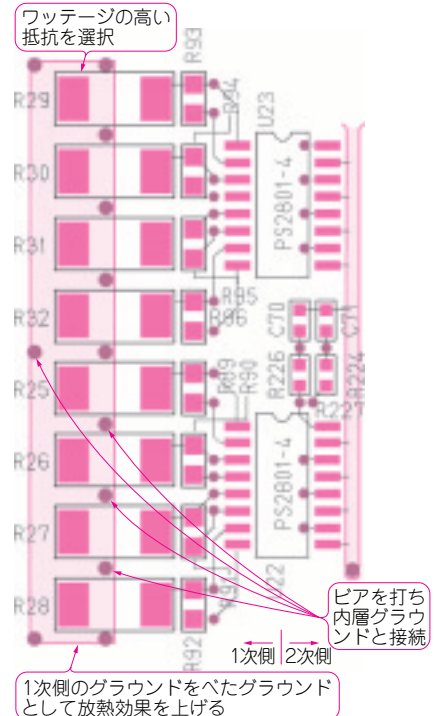 ワッテージの高い
抵抗を選択
R93
R29
R94
U23
R30
PS2801-4
R31
R32
R95
R96
C70
C71
R25
R89
R90
R226
R224
R227
R26
PS2801-4
R27
R28
R92
1次側
2次側
ビアを打ち
内層グラウ
ンドと接続
1次側のグラウンドをべたグラウンド
として放熱効果を上げる